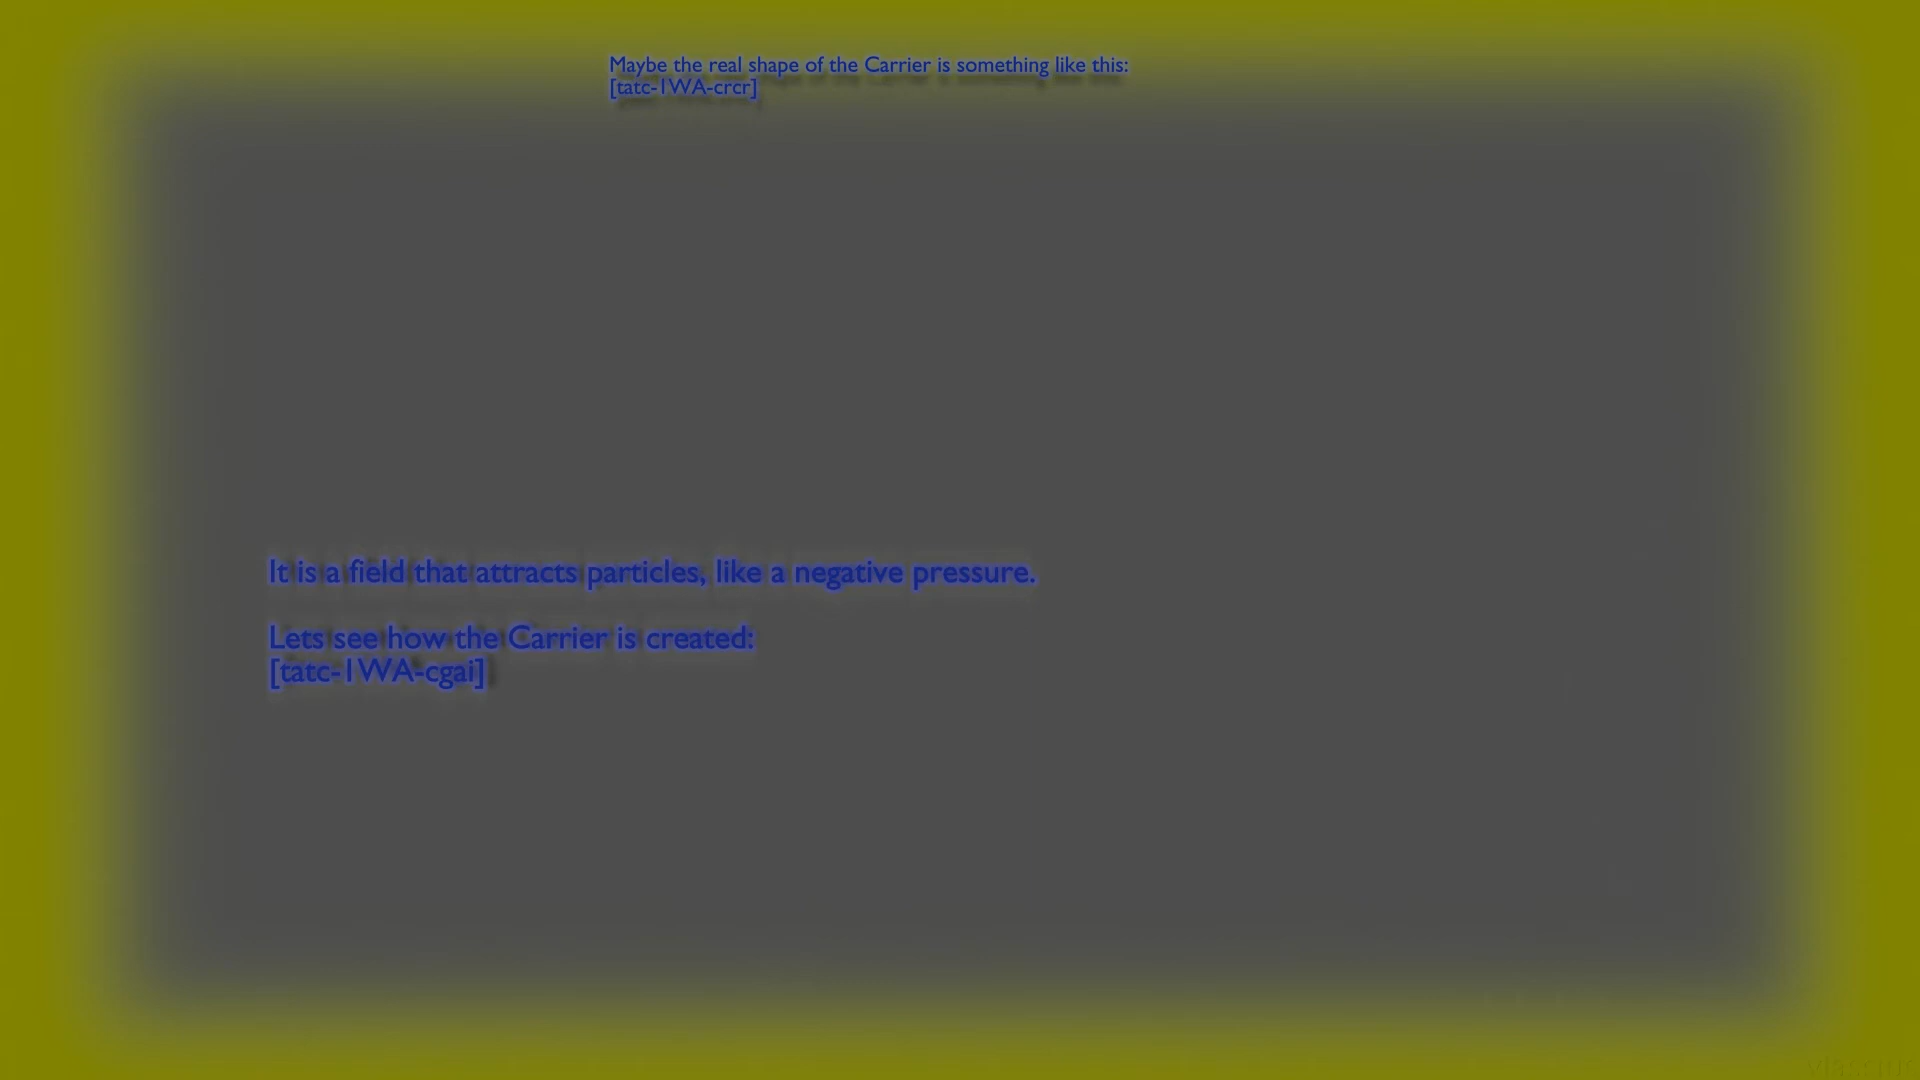 Maybe the real shape of the Carrier is something like this:
[tatc-1WA-crcr]
It is a field that attracts particles, like a negative pressure.
Lets see how the Carrier is created:
[tatc-1WA-cgai]